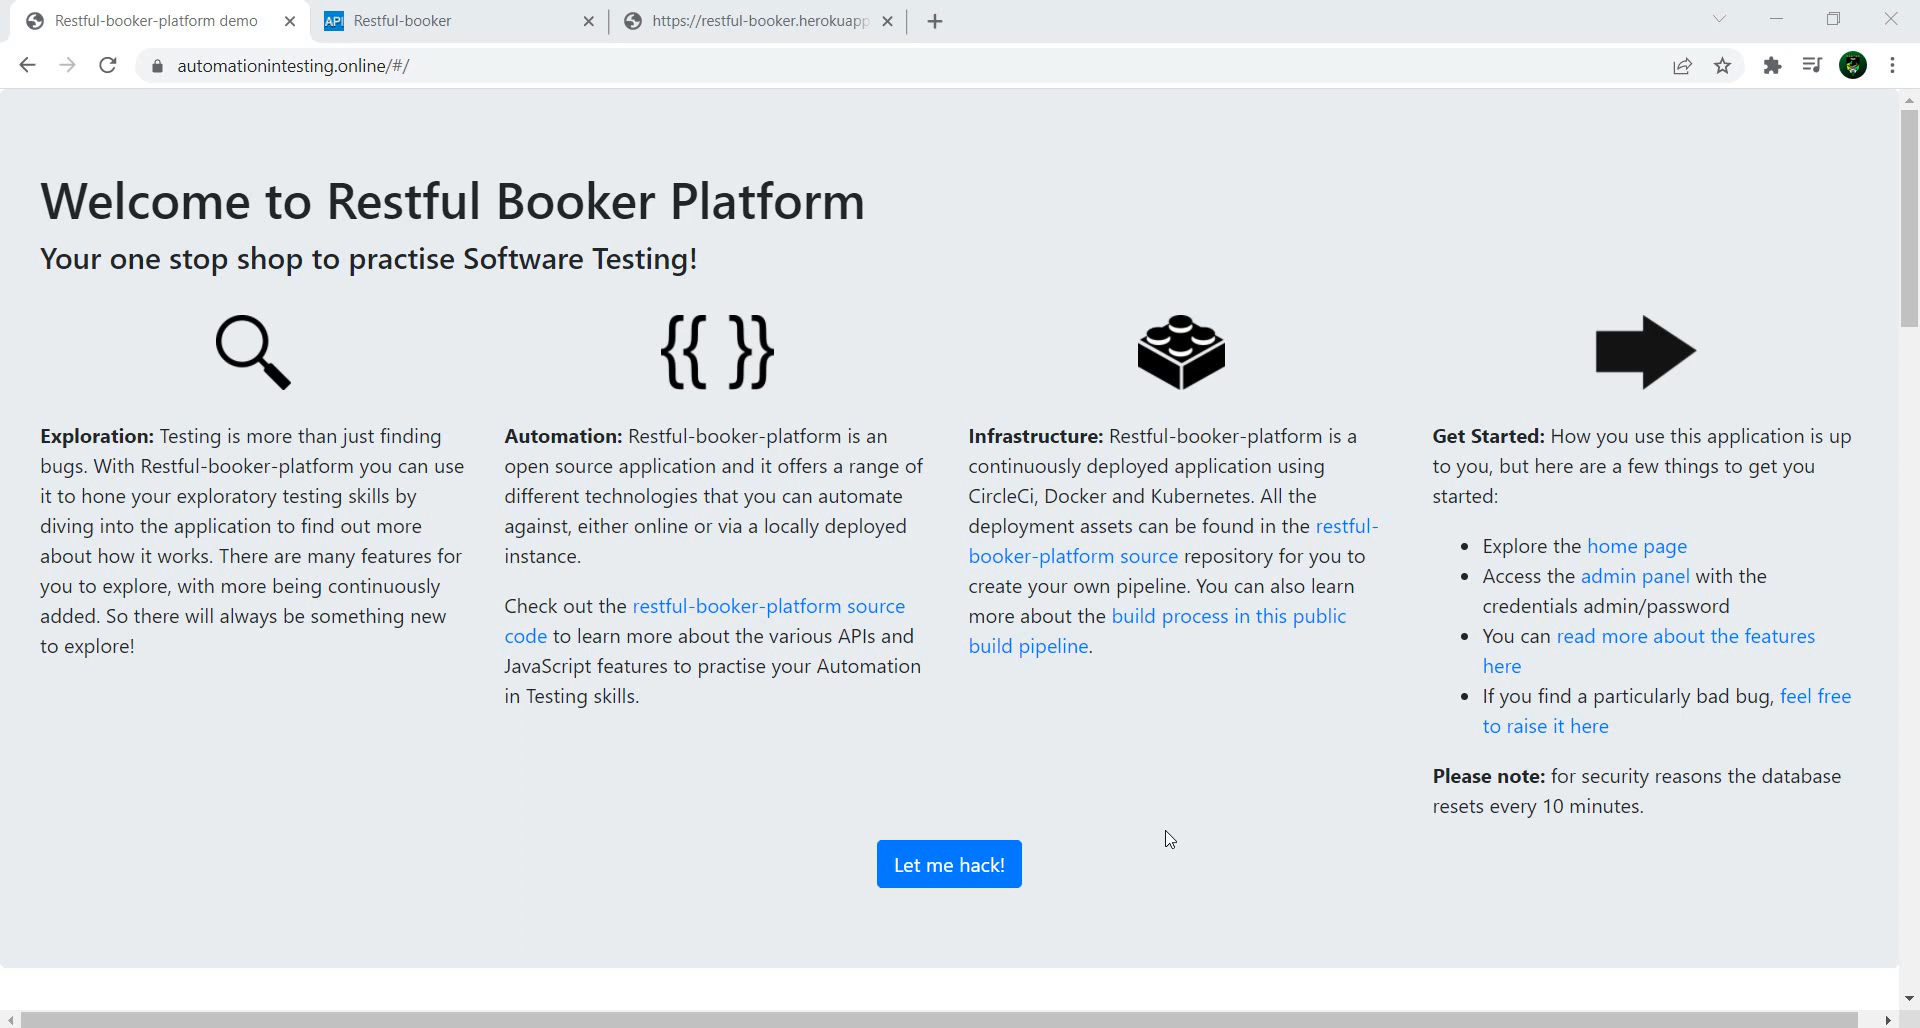 Restful-booker-platform demo
API Restful-booker
https://restful-booker.herokuapp
automationintesting.online/#/
Welcome to Restful Booker Platform
Your one stop shop to practise Software Testing!
{{ }}
Exploration: Testing is more than just finding
bugs. With Restful-booker-platform you can use
it to hone your exploratory testing skills by
diving into the application to find out more
about how it works. There are many features for
you to explore, with more being continuously
added. So there will always be something new
to explore!
Automation: Restful-booker-platform is an
open source application and it offers a range of
different technologies that you can automate
against, either online or via a locally deployed
instance.
Check out the restful-booker-platform source
code to learn more about the various APIs and
JavaScript features to practise your Automation
in Testing skills.
Infrastructure: Restful-booker-platform is a
continuously deployed application using
CircleCi, Docker and Kubernetes. All the
deployment assets can be found in the restful-
booker-platform source repository for you to
create your own pipeline. You can also learn
more about the build process in this public
build pipeline.
Get Started: How you use this application is up
to you, but here are a few things to get you
started:
• Explore the home page
• Access the admin panel with the
credentials admin/password
• You can read more about the features
here
• If you find a particularly bad bug, feel free
to raise it here
Please note: for security reasons the database
resets every 10 minutes.
Let me hack!